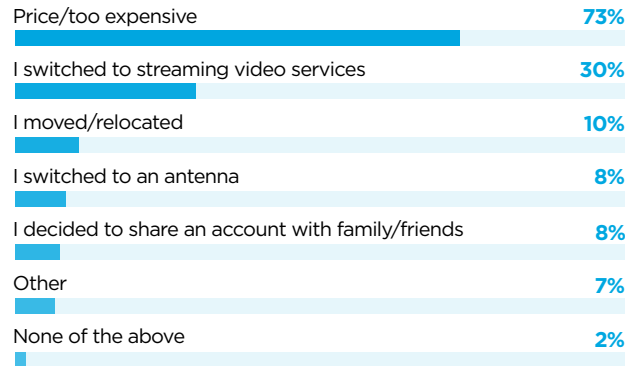 Price/too expensive 73%
I switched to streaming video services 30%
I moved/relocated 10%
I switched to an antenna 8%
I decided to share an account with family/friends 8%
Other 7%
None of the above 2%